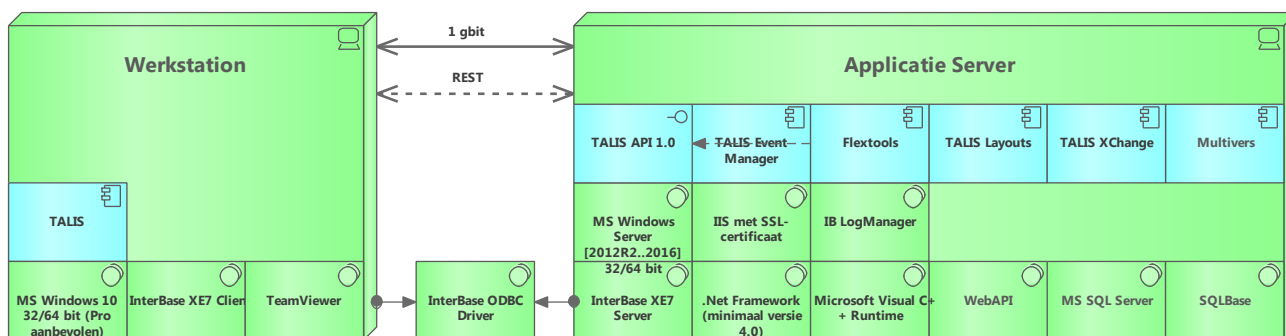 1 gbit
Werkstation
Applicatie Server
REST
TALIS API 1.0
TALIS Event
Manager
Flextools
TALIS Layouts
TALIS XChange
Multivers
TALIS
MS Windows
Server
[2012R2..2016]
32/64 bit
IIS met SSL-
certificaat
IB LogManager
MS Windows 10
32/64 bit (Pro
aanbevolen)
InterBase XE7 Clien
TeamViewer
InterBase ODBC
Driver
InterBase XE7
Server
.Net Framework
(minimaal versie
4.0)
Microsoft Visual C+
+ Runtime
WebAPI
MS SQL Server
SQLBase